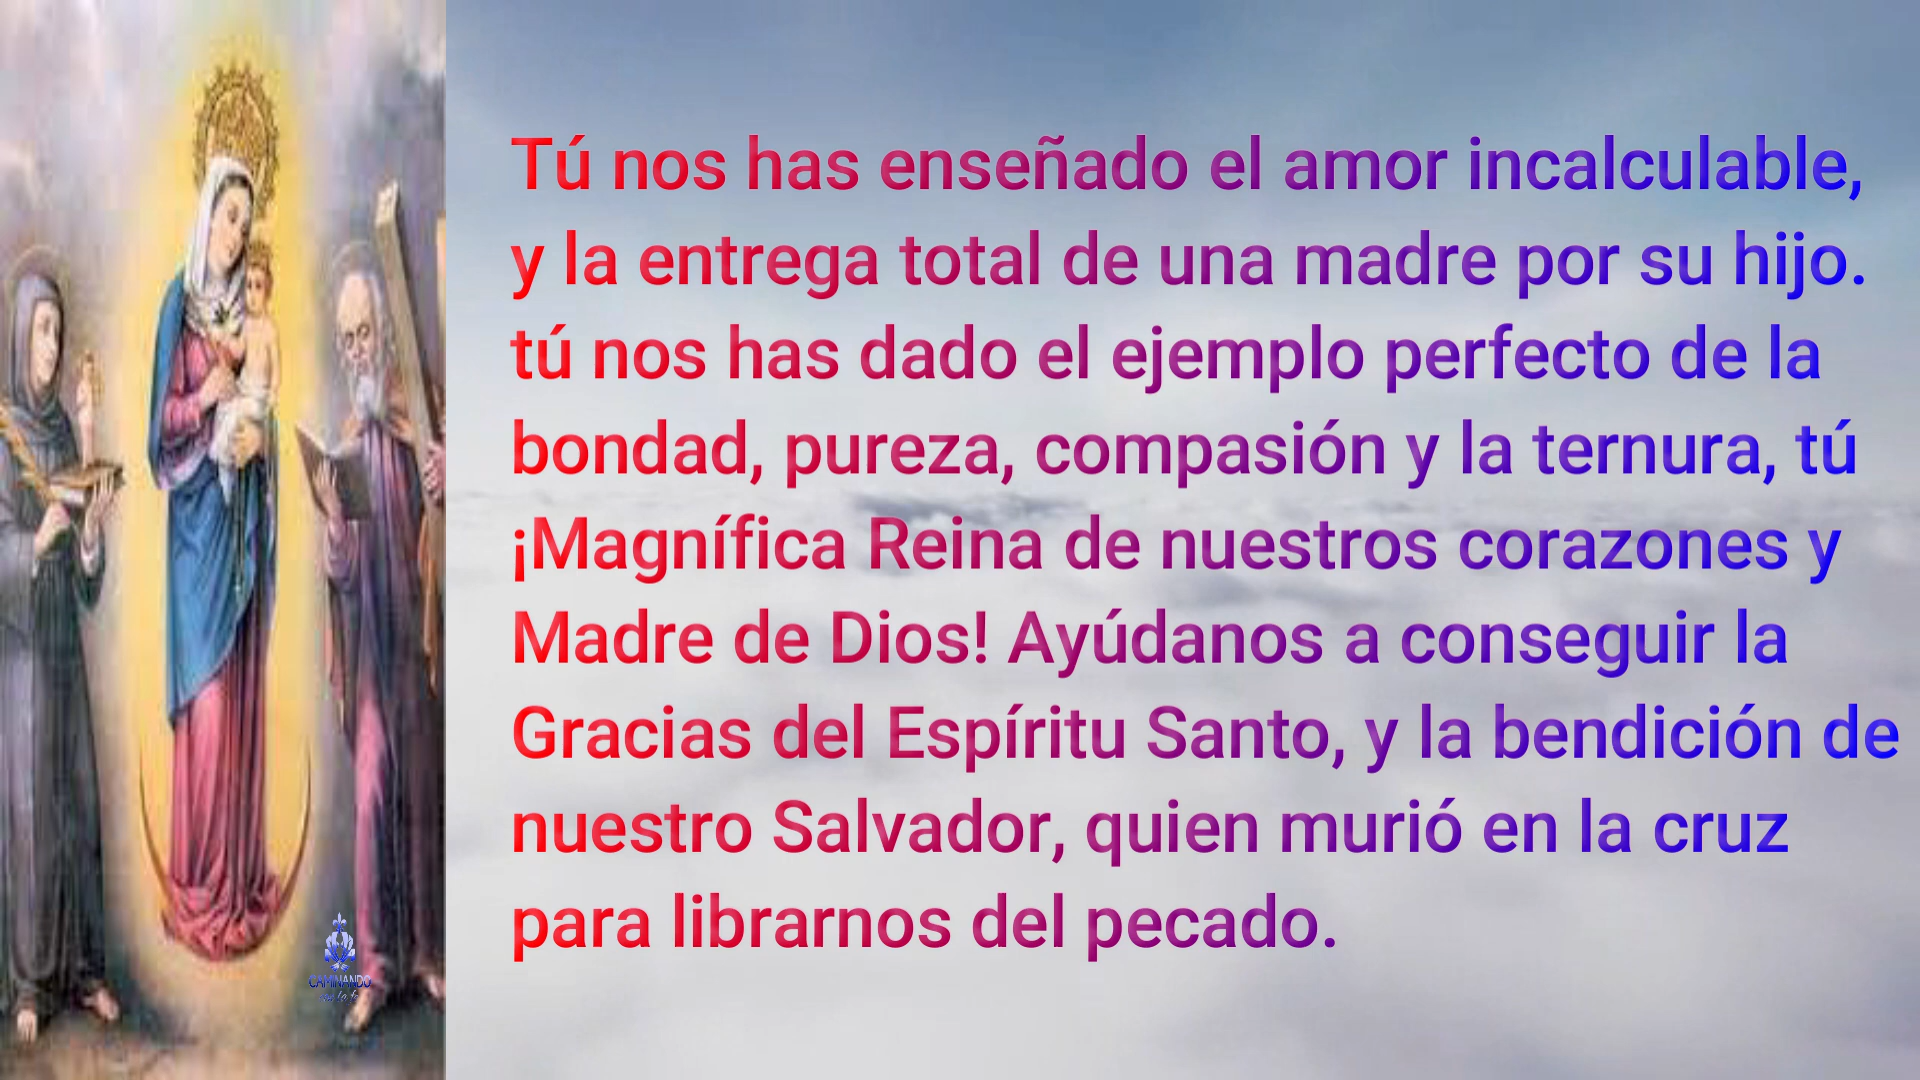 Tú nos has enseñado el amor incalculable,
y la entrega total de una madre por su hijo.
tú nos has dado el ejemplo perfecto de la
bondad, pureza, compasión y la ternura, tú
¡Magnífica Reina de nuestros corazones y
Madre de Dios! Ayúdanos a conseguir la
Gracias del Espíritu Santo, y la bendición de
nuestro Salvador, quien murió en la cruz
para librarnos del pecado.
CAMINANDO